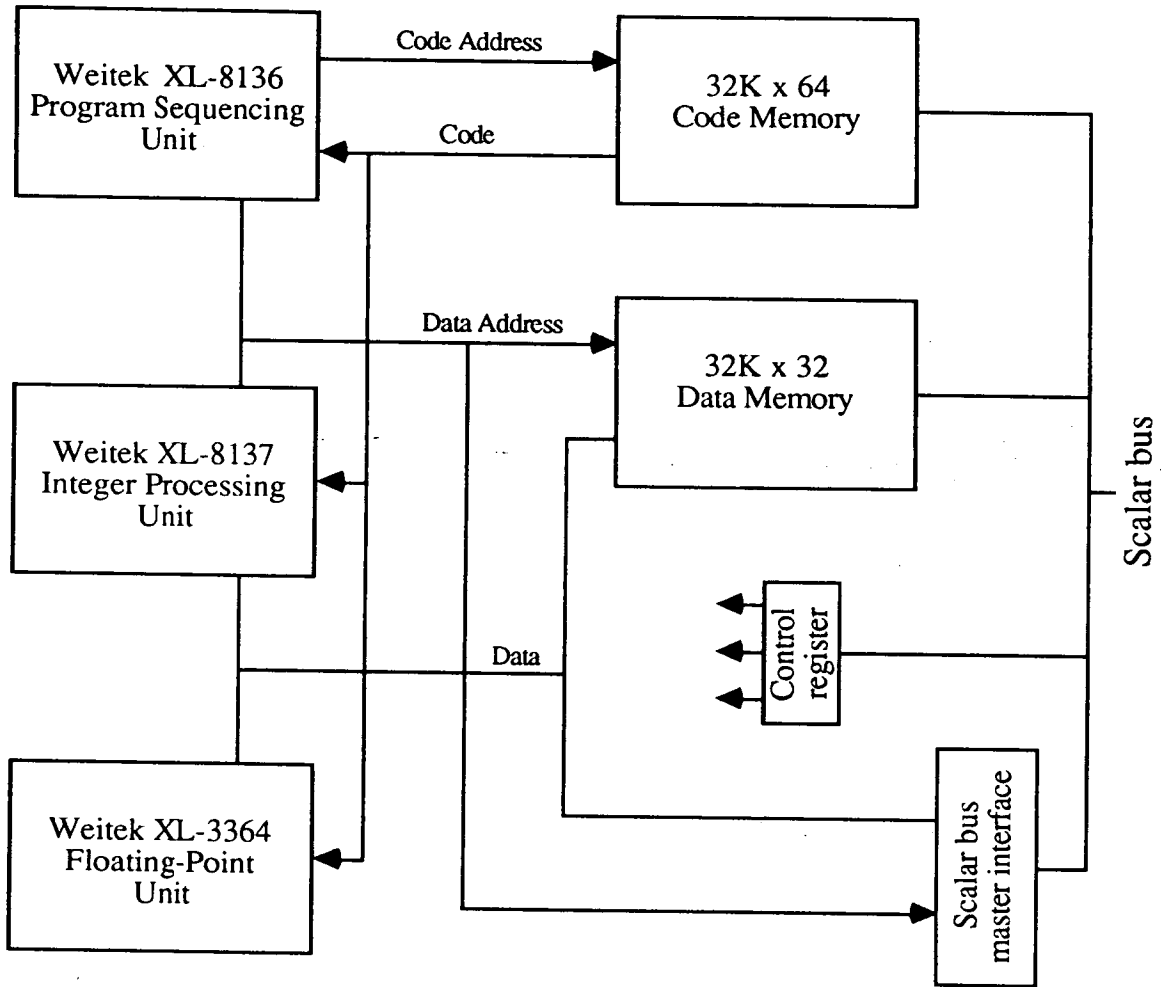 Weitek XL-8136
Program Sequencing
Unit
Code Address
Code
32K x 64
Code Memory
Data Address
32K x 32
Data Memory
Weitek XL-8137
Integer Processing
Unit
Scalar bus
Control
register
Data
Weitek XL-3364
Floating-Point
Unit
Scalar bus
master interface